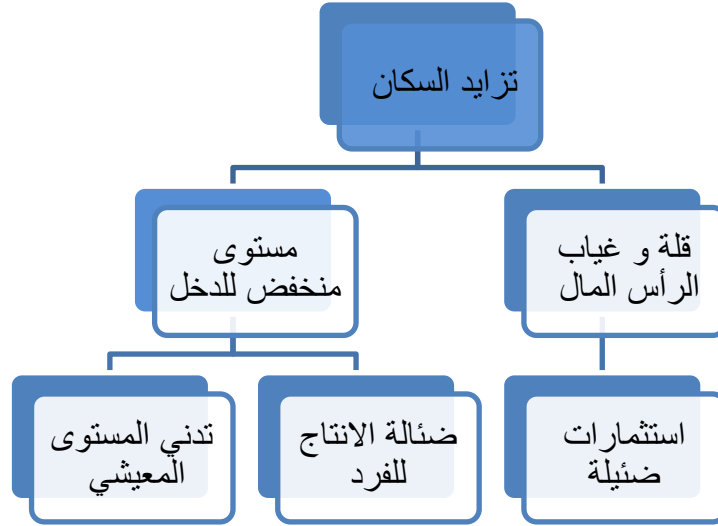 تزايد السكان
قلة و غياب
الرأس المال
مستوى
منخفض للدخل
استثمارات
ضئيلة
ضئالة الانتاج
للفرد
تدني المستوى
المعيشي